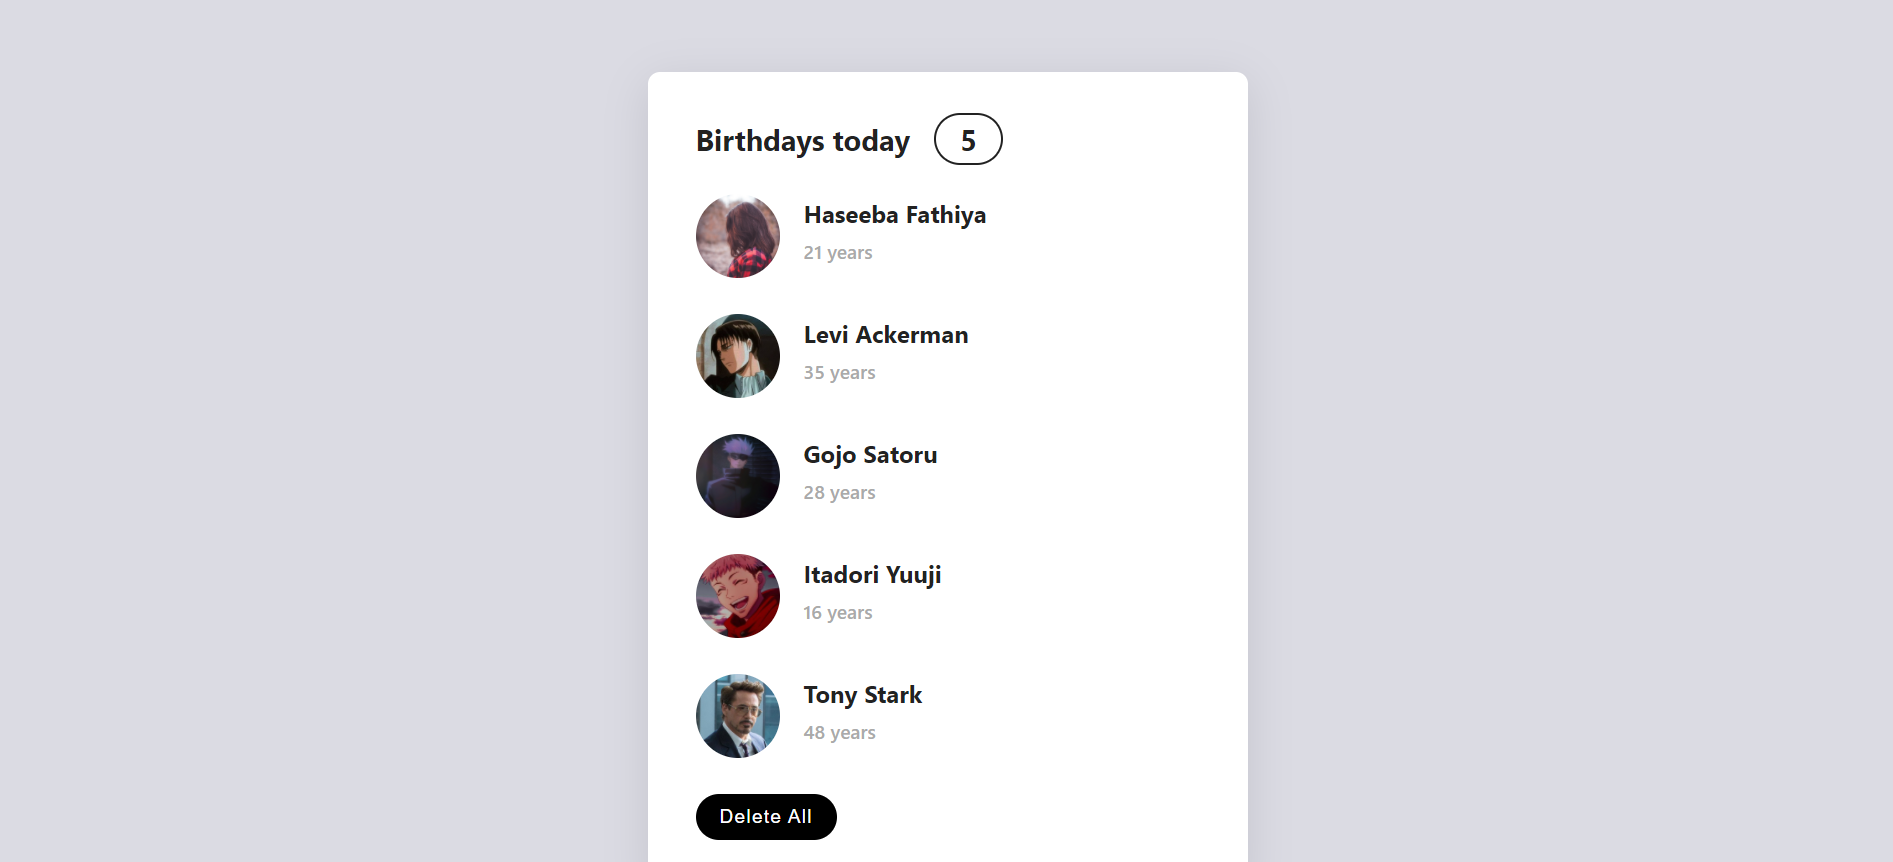 Birthdays today 5
Haseeba Fathiya
21 years
Levi Ackerman
35 years
Gojo Satoru
28 years
Itadori Yuuji
16 years
Tony Stark
48 years
Delete All